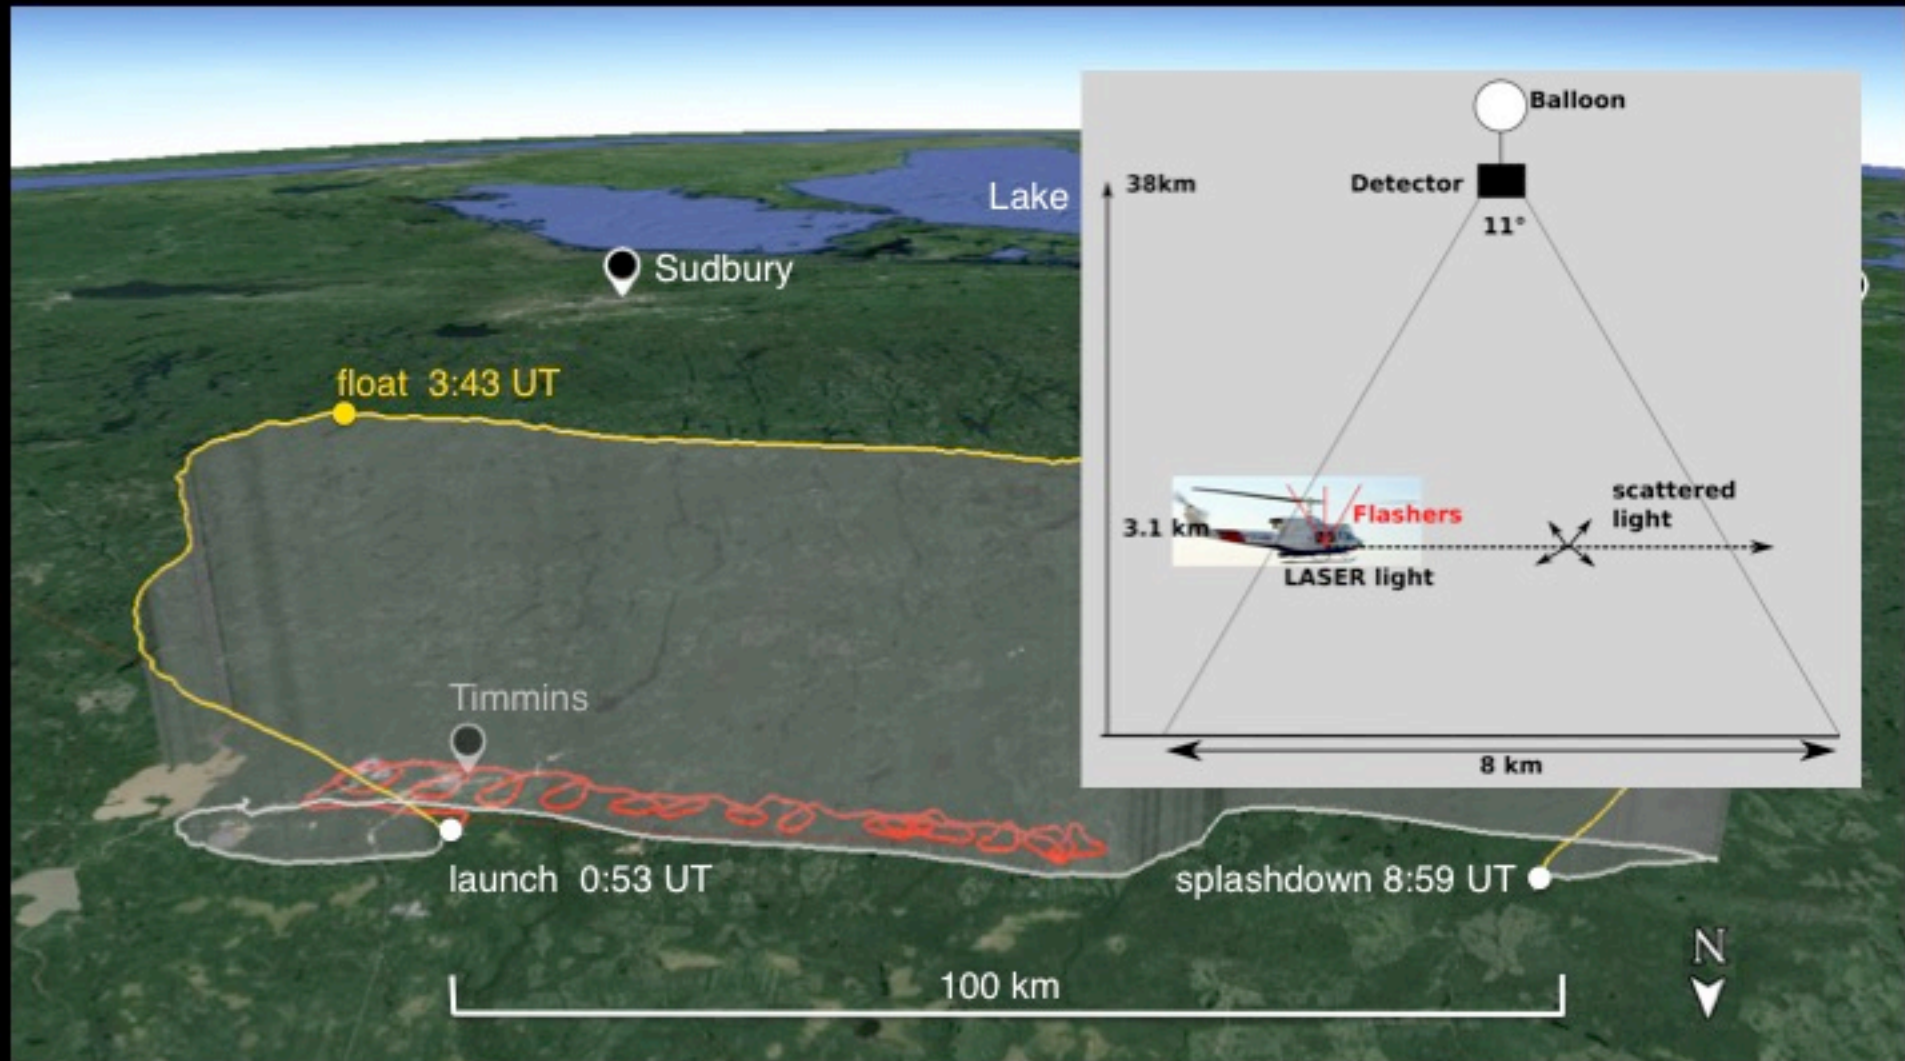 Balloon
38km
Detector
11°
Lake
Sudbury
float 3:43 UT
scattered
light
Flashers
3.1 km
LASER light
Timmins
8 km
launch 0:53 UT
splashdown 8:59 UT
N
100 km